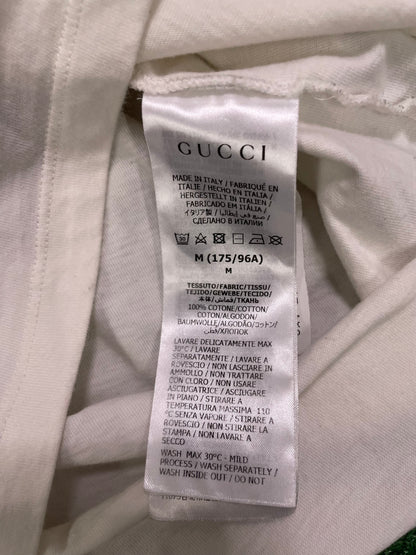 GUCCI
MADE IN ITALY / FABRIQUÉ EN
ITALIE / HECHO EN ITALIA /
HERGESTELLT IN ITALIEN /
FABRICADO EM ITÁLIA /
イタリア製 / صنع في إيطاليا /
СДЕЛАНО В ИТАЛИИ
M (175/96A)
M
TESSUTO/FABRIC/TISSU/
TEJIDO/GEWEBE/TECIDO/
本体/قماش/ТКАНЬ
100% COTONE/COTTON/
COTON/ALGODON/
BAUMWOLLE/ALGODÃO/コットン/
قطن/ХЛОПОК
LAVARE DELICATAMENTE MAX
30°C / LAVARE
SEPARATAMENTE / LAVARE A
ROVESCIO / NON LASCIARE IN
AMMOLLO / NON TRATTARE
CON CLORO / NON USARE
ASCIUGATRICE / ASCIUGARE
IN PIANO / STIRARE A
TEMPERATURA MASSIMA 110
°C SENZA VAPORE / STIRARE A
ROVESCIO / NON STIRARE LA
STAMPA / NON LAVARE A
SECCO
WASH MAX 30°C - MILD
PROCESS / WASH SEPARATELY /
WASH INSIDE OUT / DO NOT